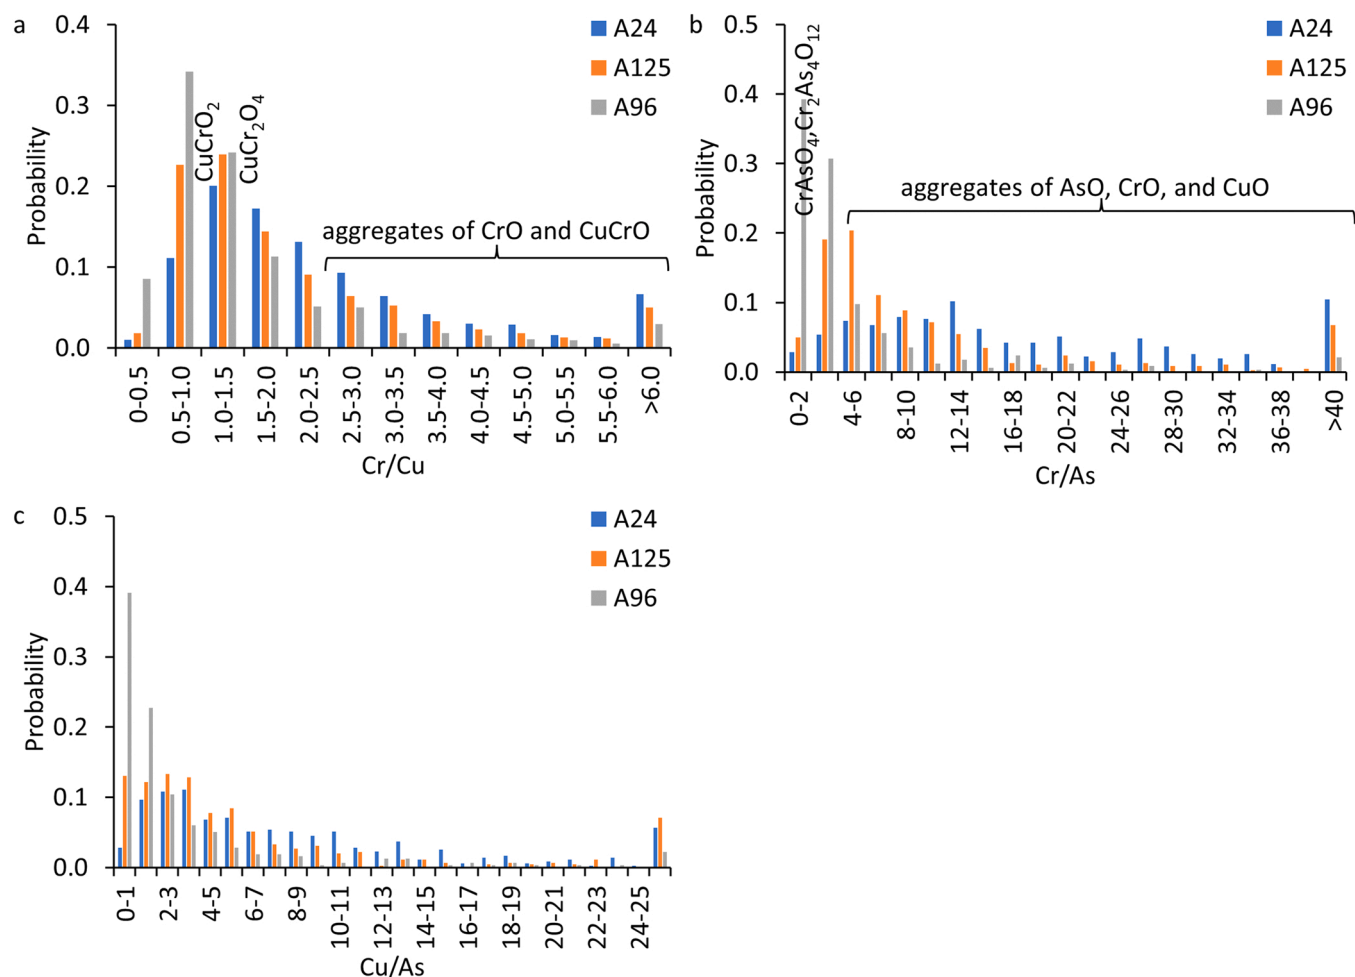 a
0.4
0.3
0.2
0.1
0.0
Probability
A24
A125
A96
CuCrO2
CuCr2O4
aggregates of CrO and CuCrO
0-0.5
0.5-1.0
1.0-1.5
1.5-2.0
2.0-2.5
2.5-3.0
3.0-3.5
3.5-4.0
4.0-4.5
4.5-5.0
5.0-5.5
5.5-6.0
>6.0
Cr/Cu
b
0.5
0.4
0.3
0.2
0.1
0.0
Probability
A24
A125
A96
CrAsO4,Cr2As4O12
aggregates of AsO, CrO, and CuO
0-2
4-6
8-10
12-14
16-18
20-22
24-26
28-30
32-34
36-38
>40
Cr/As
c
0.5
0.4
0.3
0.2
0.1
0.0
Probability
A24
A125
A96
0-1
2-3
4-5
6-7
8-9
10-11
12-13
14-15
16-17
18-19
20-21
22-23
24-25
Cu/As